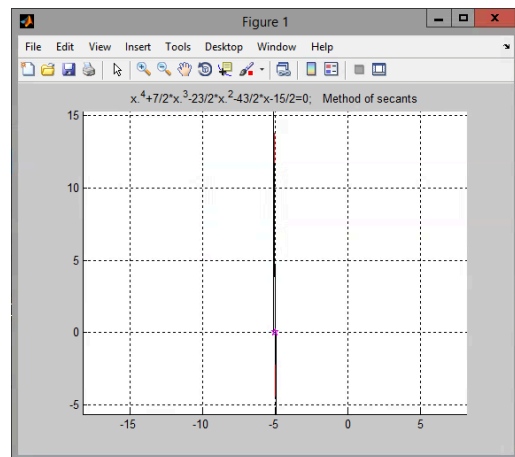 Figure 1
File Edit View Insert Tools Desktop Window Help
x.⁴+7/2*x.³-23/2*x.²-43/2*x-15/2=0; Method of secants
15
10
5
0
-5
-15 -10 -5 0 5